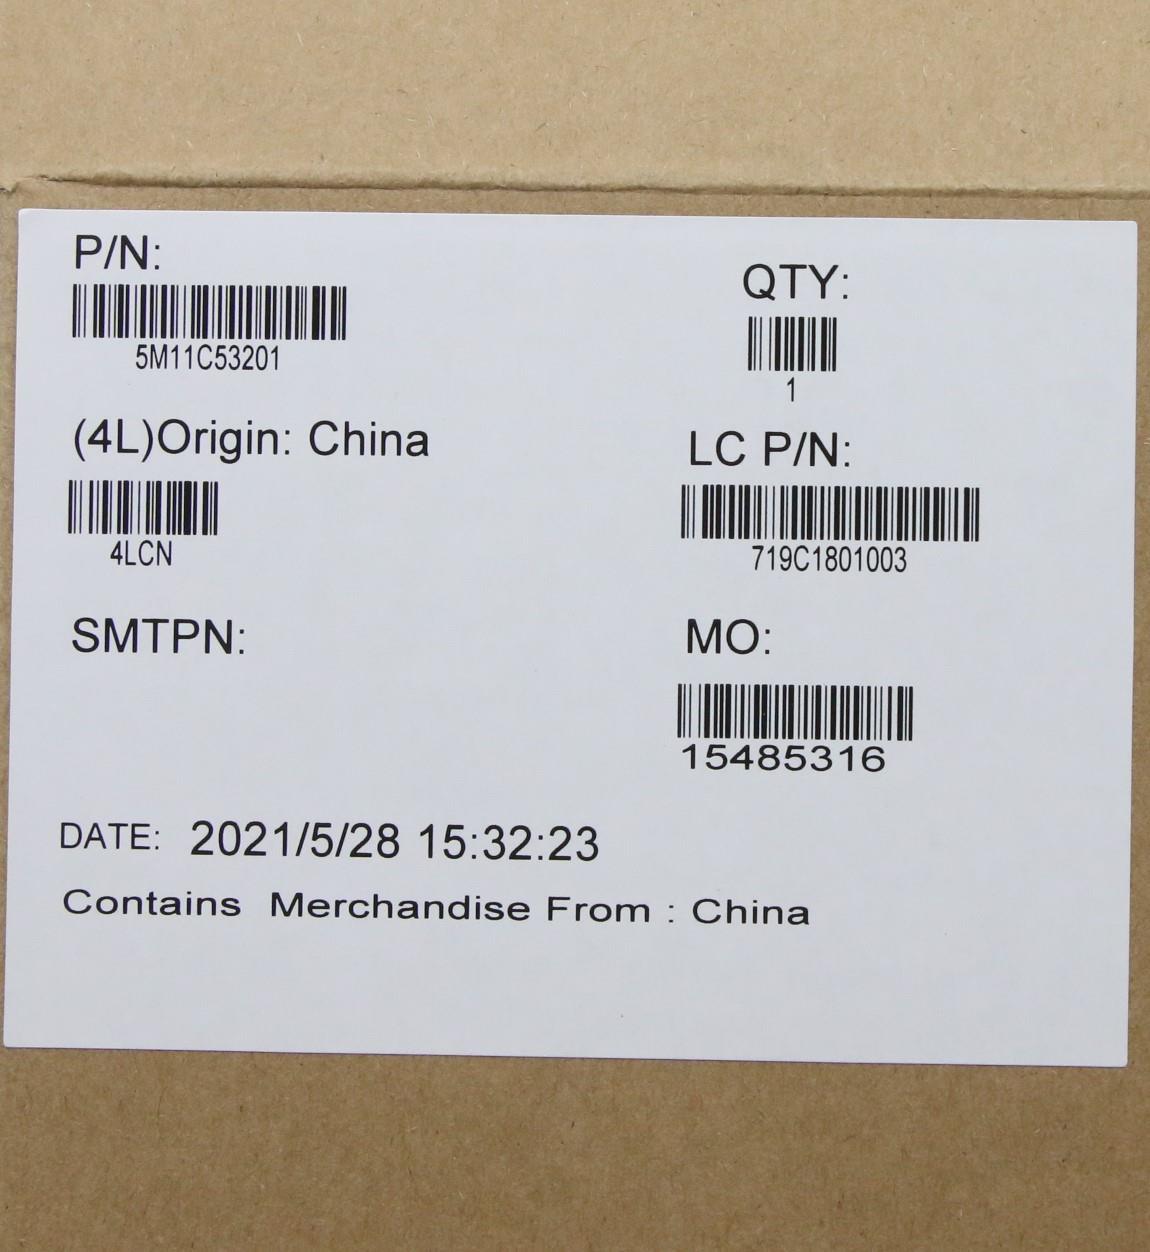 P/N:
5M11C53201
QTY:
1
(4L)Origin: China
4LCN
LC P/N:
719C1801003
SMTPN:
MO:
15485316
DATE: 2021/5/28 15:32:23
Contains Merchandise From : China